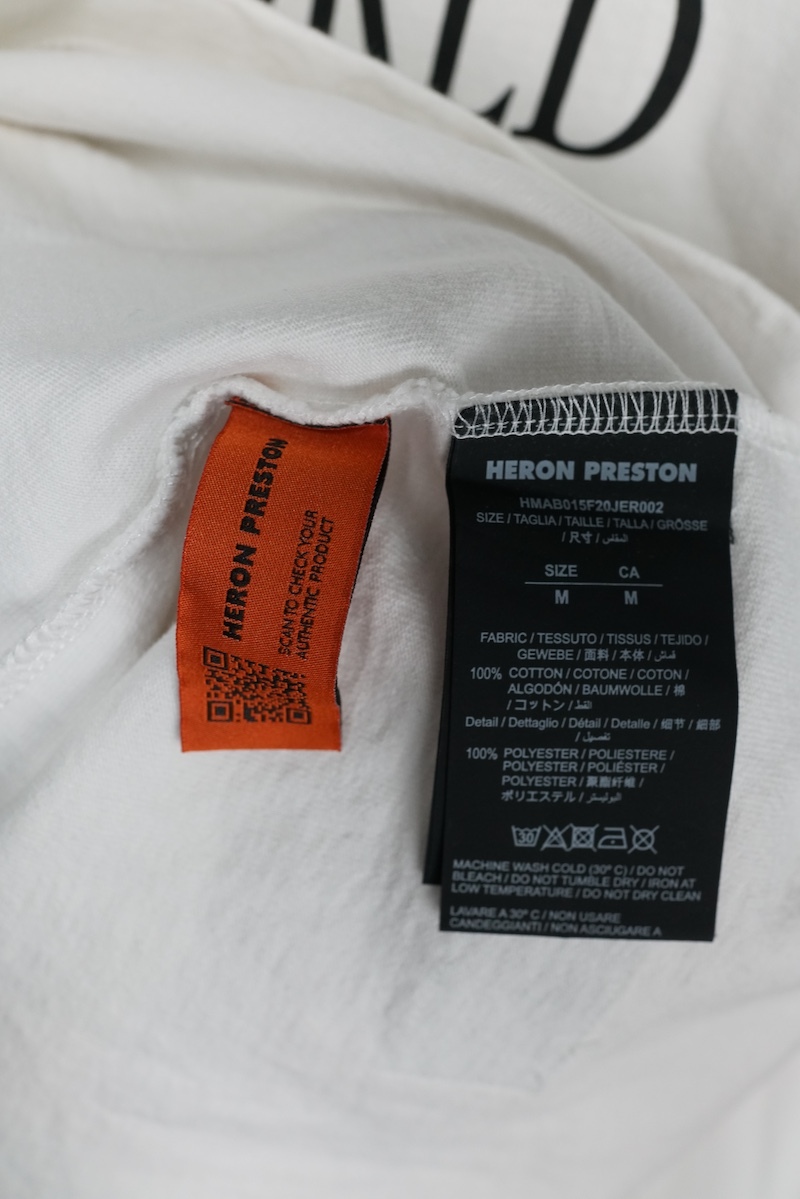 RLD
HERON PRESTON
SCAN TO CHECK YOUR
AUTHENTIC PRODUCT
HERON PRESTON
HMAB015F20JER002
SIZE / TAGLIA / TAILLE / TALLA / GRÖSSE
/ 尺寸 / المقاس
SIZE CA
M M
FABRIC / TESSUTO / TISSUS / TEJIDO /
GEWEBE / 面料 / 本体 / قماش
100% COTTON / COTONE / COTON /
ALGODÓN / BAUMWOLLE / 棉
/ コットン / القطن
Detail / Dettaglio / Détail / Detalle / 细节 / 細部
/ تفصيل
100% POLYESTER / POLIESTERE /
POLYESTER / POLIÉSTER /
POLYESTER / 聚脂纤维 /
ポリエステル / البوليستر
30
MACHINE WASH COLD (30° C) / DO NOT
BLEACH / DO NOT TUMBLE DRY / IRON AT
LOW TEMPERATURE / DO NOT DRY CLEAN
LAVARE A 30° C / NON USARE
CANDEGGIANTI / NON ASCIUGARE A